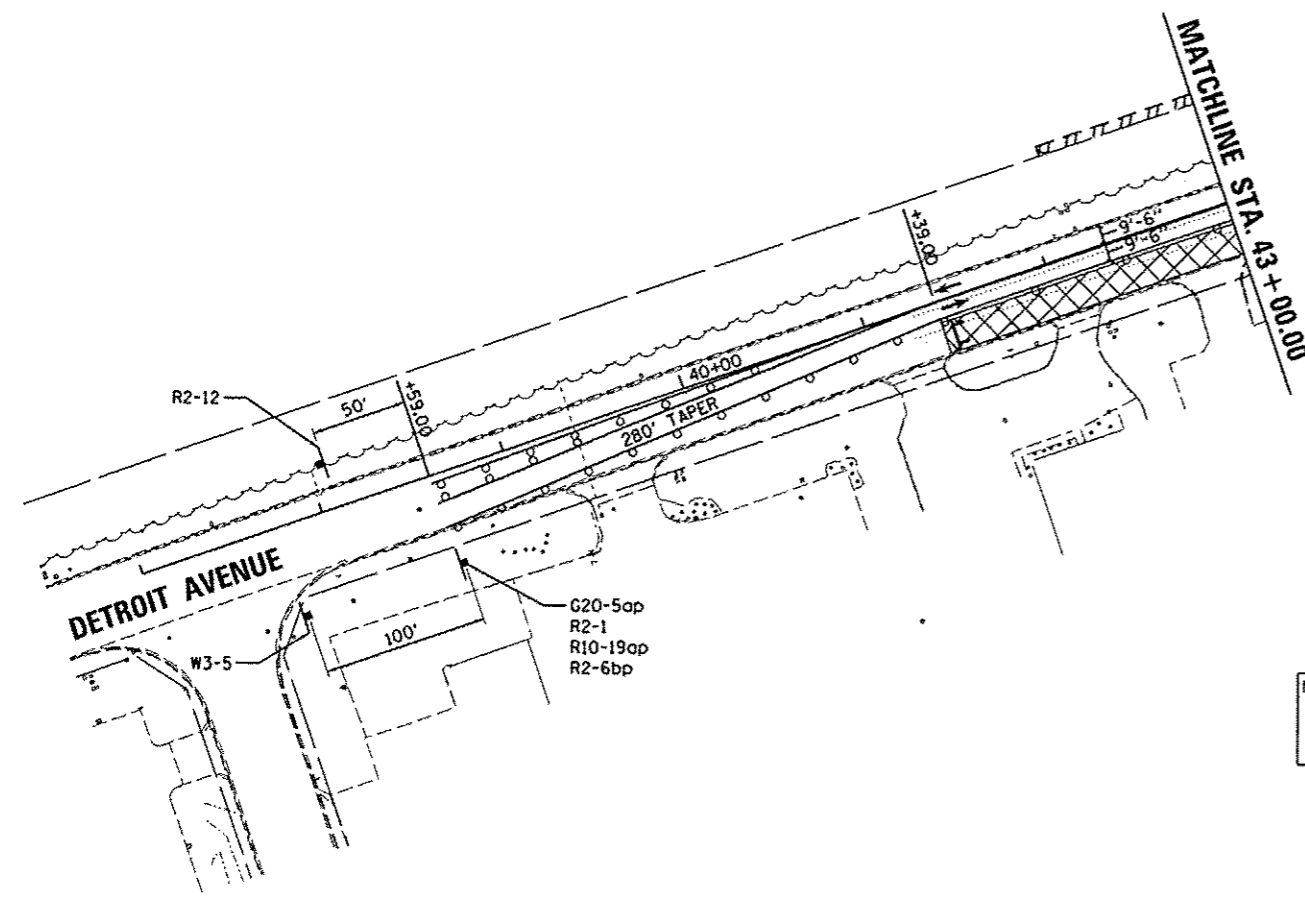 MATCHLINE STA. 43+00.00
+39.00
9'-6"
9'-6"
R2-12
50'
+59.00
40+00
280' TAPER
DETROIT AVENUE
W3-5
100'
G20-5ap
R2-1
R10-19ap
R2-6bp